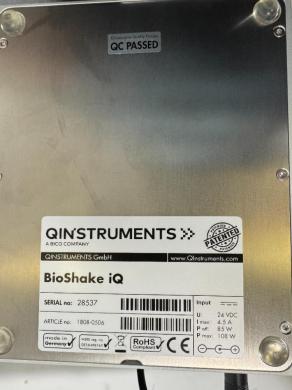 QC PASSED
QINSTRUMENTS
A BICO COMPANY
PATENTED
QINSTRUMENTS GmbH
www.QInstruments.com
BioShake iQ
SERIAL no: 28537
ARTICLE no: 1808-0506
Input
U: 24 VDC
I max: 4.5 A
P eff: 85 W
P max: 108 W
made in
Germany
RoHS
Compliant